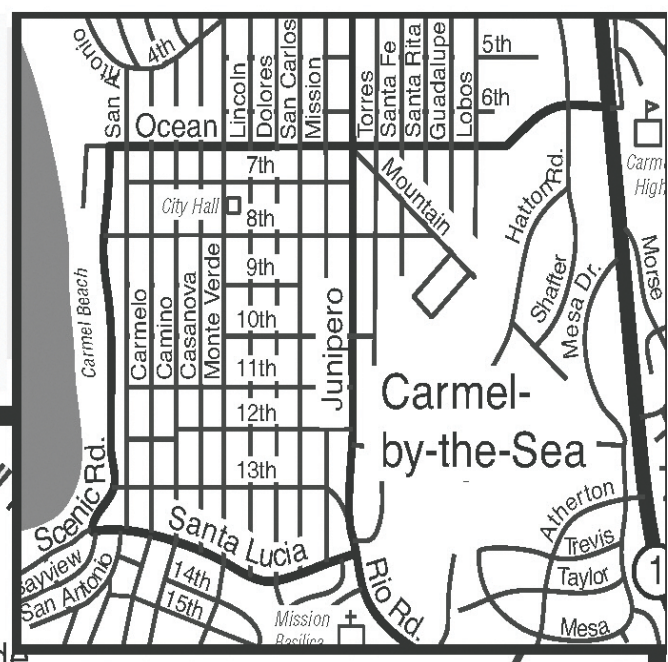 San Antonio
4th
Lincoln
Dolores
San Carlos
Mission
Torres
Santa Fe
Santa Rita
Guadalupe
Lobos
5th
6th
Ocean
7th
City Hall
8th
Mountain
Hatton Rd.
Carm
High
Carmel Beach
Carmelo
Camino
Casanova
Monte Verde
9th
10th
11th
12th
13th
Junipero
Shafter
Mesa Dr.
Morse
Carmel-
by-the-Sea
Scenic Rd.
Santa Lucia
Atherton
Trevis
Taylor
Mesa
1
Bayview
San Antonio
14th
15th
Rio Rd.
Mission
Basilica